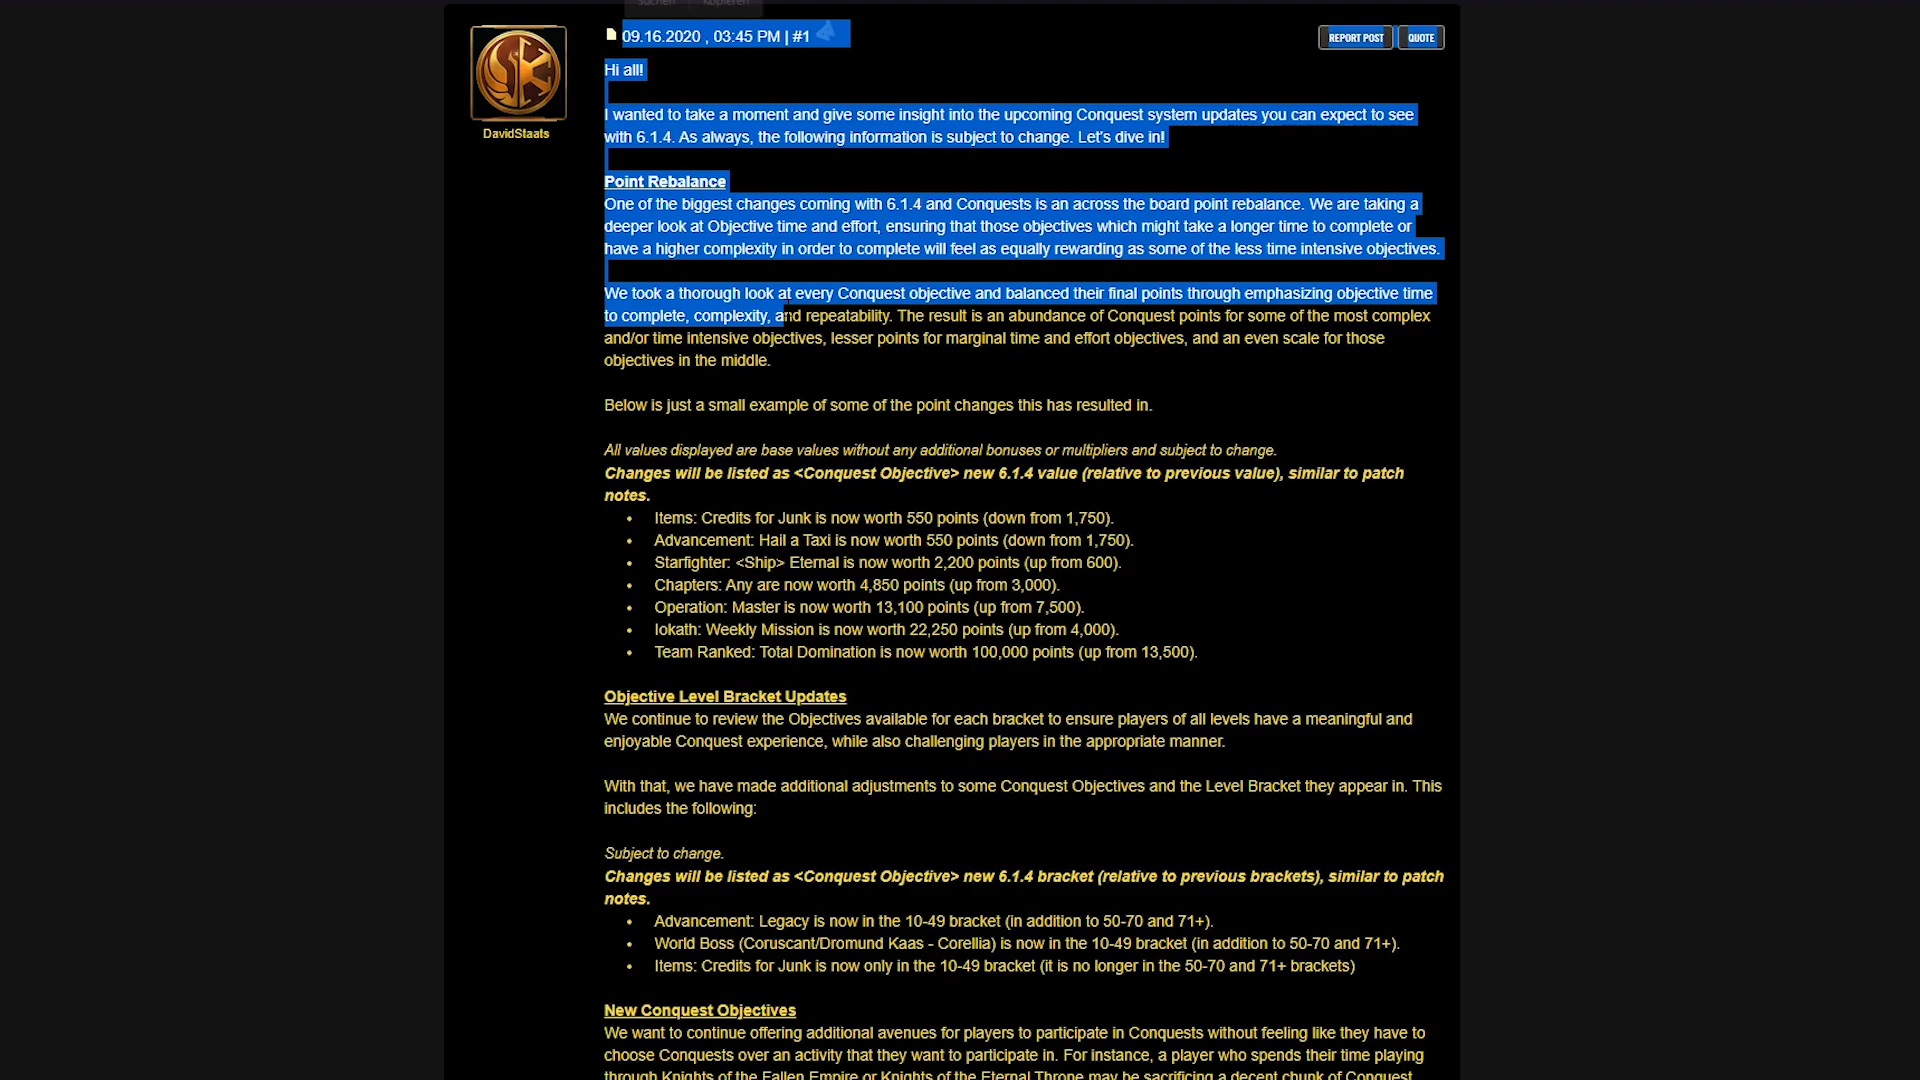 Suchen Kopieren
09.16.2020 , 03:45 PM | #1
REPORT POST QUOTE
DavidStaats
Hi all!
I wanted to take a moment and give some insight into the upcoming Conquest system updates you can expect to see
with 6.1.4. As always, the following information is subject to change. Let's dive in!
Point Rebalance
One of the biggest changes coming with 6.1.4 and Conquests is an across the board point rebalance. We are taking a
deeper look at Objective time and effort, ensuring that those objectives which might take a longer time to complete or
have a higher complexity in order to complete will feel as equally rewarding as some of the less time intensive objectives.
We took a thorough look at every Conquest objective and balanced their final points through emphasizing objective time
to complete, complexity, and repeatability. The result is an abundance of Conquest points for some of the most complex
and/or time intensive objectives, lesser points for marginal time and effort objectives, and an even scale for those
objectives in the middle.
Below is just a small example of some of the point changes this has resulted in.
All values displayed are base values without any additional bonuses or multipliers and subject to change.
Changes will be listed as <Conquest Objective> new 6.1.4 value (relative to previous value), similar to patch
notes.
• Items: Credits for Junk is now worth 550 points (down from 1,750).
• Advancement: Hail a Taxi is now worth 550 points (down from 1,750).
• Starfighter: <Ship> Eternal is now worth 2,200 points (up from 600).
• Chapters: Any are now worth 4,850 points (up from 3,000).
• Operation: Master is now worth 13,100 points (up from 7,500).
• Iokath: Weekly Mission is now worth 22,250 points (up from 4,000).
• Team Ranked: Total Domination is now worth 100,000 points (up from 13,500).
Objective Level Bracket Updates
We continue to review the Objectives available for each bracket to ensure players of all levels have a meaningful and
enjoyable Conquest experience, while also challenging players in the appropriate manner.
With that, we have made additional adjustments to some Conquest Objectives and the Level Bracket they appear in. This
includes the following:
Subject to change.
Changes will be listed as <Conquest Objective> new 6.1.4 bracket (relative to previous brackets), similar to patch
notes.
• Advancement: Legacy is now in the 10-49 bracket (in addition to 50-70 and 71+).
• World Boss (Coruscant/Dromund Kaas - Corellia) is now in the 10-49 bracket (in addition to 50-70 and 71+).
• Items: Credits for Junk is now only in the 10-49 bracket (it is no longer in the 50-70 and 71+ brackets)
New Conquest Objectives
We want to continue offering additional avenues for players to participate in Conquests without feeling like they have to
choose Conquests over an activity that they want to participate in. For instance, a player who spends their time playing
through Knights of the Fallen Empire or Knights of the Eternal Throne may be sacrificing a decent chunk of Conquest